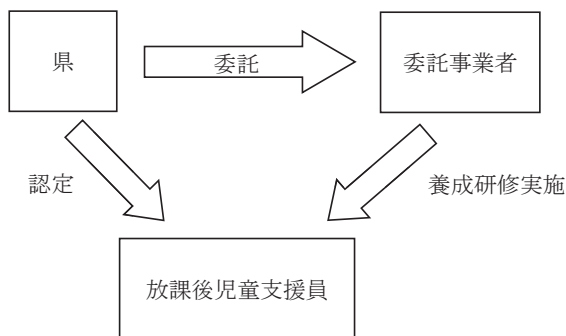 県
委託
委託事業者
認定
養成研修実施
放課後児童支援員